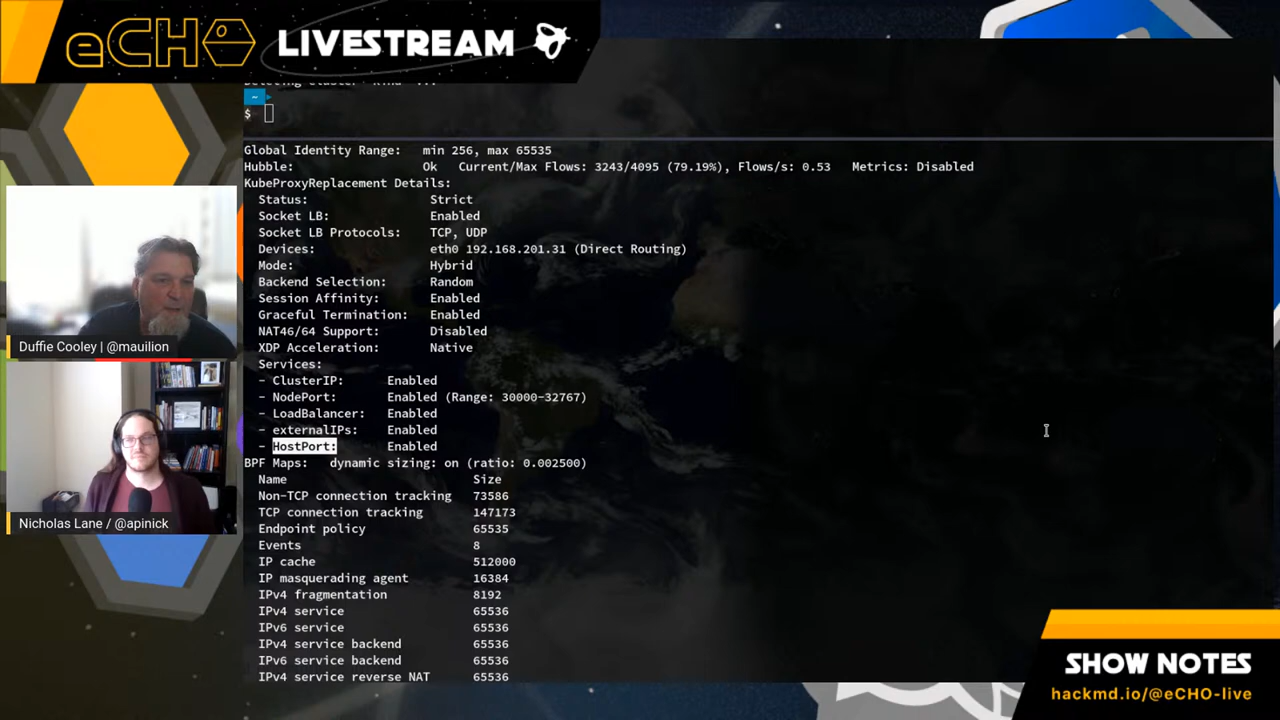 eCHO LIVESTREAM
~
$
Global Identity Range: min 256, max 65535
Hubble: Ok Current/Max Flows: 3243/4095 (79.19%), Flows/s: 0.53 Metrics: Disabled
KubeProxyReplacement Details:
Status: Strict
Socket LB: Enabled
Socket LB Protocols: TCP, UDP
Devices: eth0 192.168.201.31 (Direct Routing)
Mode: Hybrid
Backend Selection: Random
Session Affinity: Enabled
Graceful Termination: Enabled
NAT46/64 Support: Disabled
XDP Acceleration: Native
Services:
- ClusterIP: Enabled
- NodePort: Enabled (Range: 30000-32767)
- LoadBalancer: Enabled
- externalIPs: Enabled
- HostPort: Enabled
BPF Maps: dynamic sizing: on (ratio: 0.002500)
Name Size
Non-TCP connection tracking 73586
TCP connection tracking 147173
Endpoint policy 65535
Events 8
IP cache 512000
IP masquerading agent 16384
IPv4 fragmentation 8192
IPv4 service 65536
IPv6 service 65536
IPv4 service backend 65536
IPv6 service backend 65536
IPv4 service reverse NAT 65536
Duffie Cooley | @mauilion
Nicholas Lane / @apinick
SHOW NOTES
hackmd.io/@eCHO-live